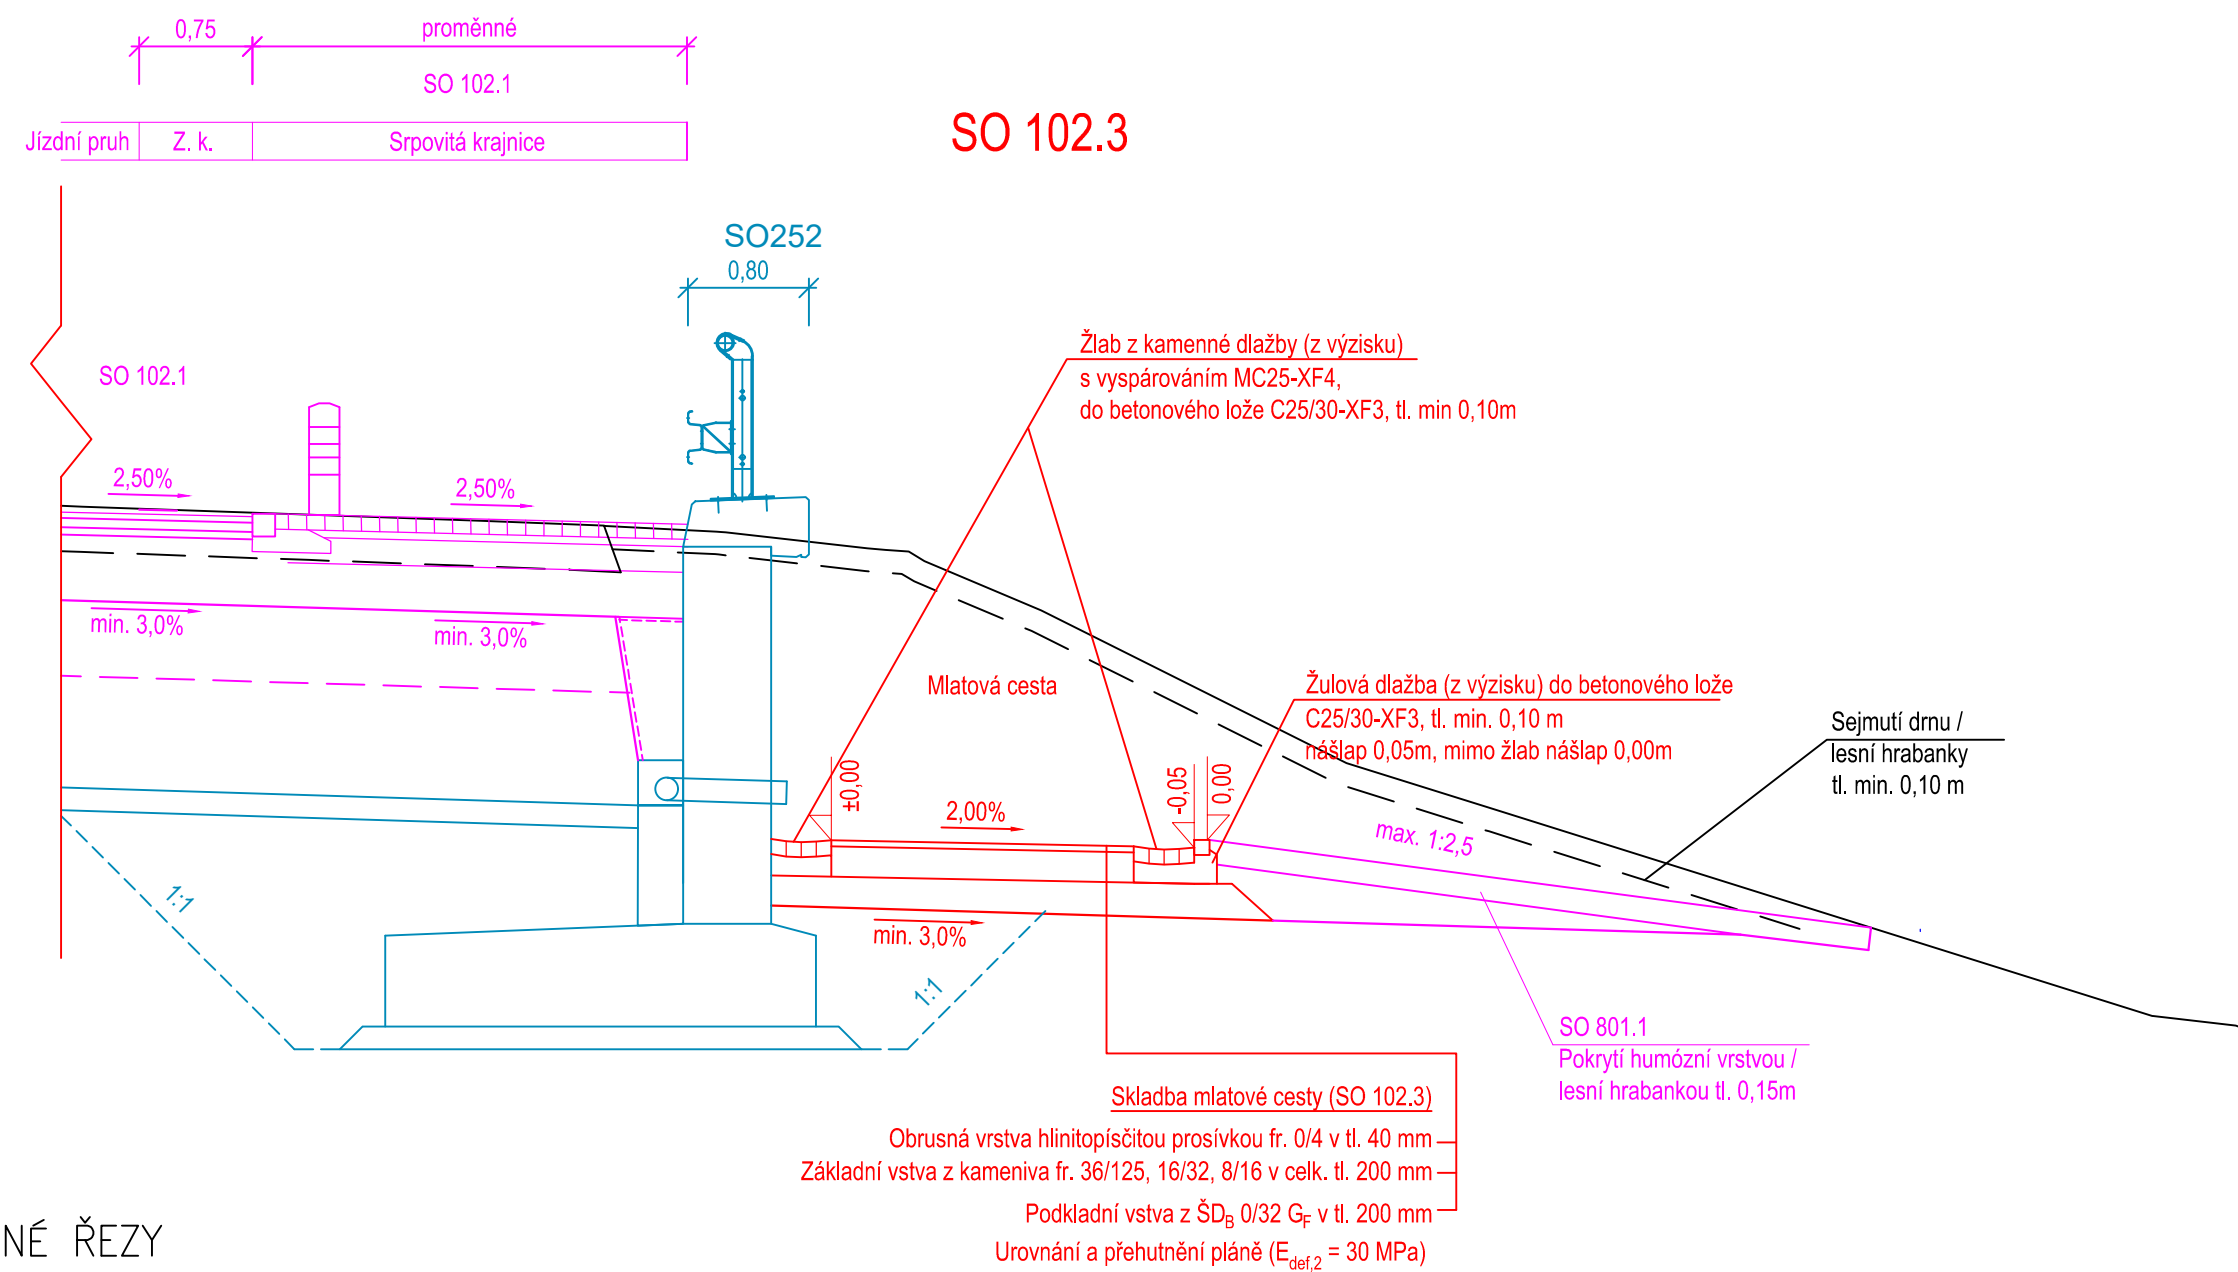 0,75
proměnné
SO 102.1
Jízdní pruh
Z. k.
Srpovitá krajnice
SO 102.3
SO252
0,80
SO 102.1
Žlab z kamenné dlažby (z výzisku)
s vyspárováním MC25-XF4,
do betonového lože C25/30-XF3, tl. min 0,10m
2,50%
2,50%
min. 3,0%
min. 3,0%
Mlatová cesta
Žulová dlažba (z výzisku) do betonového lože
C25/30-XF3, tl. min. 0,10 m
nášlap 0,05m, mimo žlab nášlap 0,00m
Sejmutí drnu /
lesní hrabanky
tl. min. 0,10 m
±0,00
-0,05
0,00
2,00%
max. 1:2,5
1:1
min. 3,0%
1:1
SO 801.1
Pokrytí humózní vrstvou /
lesní hrabankou tl. 0,15m
Skladba mlatové cesty (SO 102.3)
Obrusná vrstva hlinitopísčitou prosívkou fr. 0/4 v tl. 40 mm
Základní vstva z kameniva fr. 36/125, 16/32, 8/16 v celk. tl. 200 mm
Podkladní vstva z ŠDB 0/32 GF v tl. 200 mm
Urovnání a přehutnění pláně (Edef,2 = 30 MPa)
NÉ ŘEZY